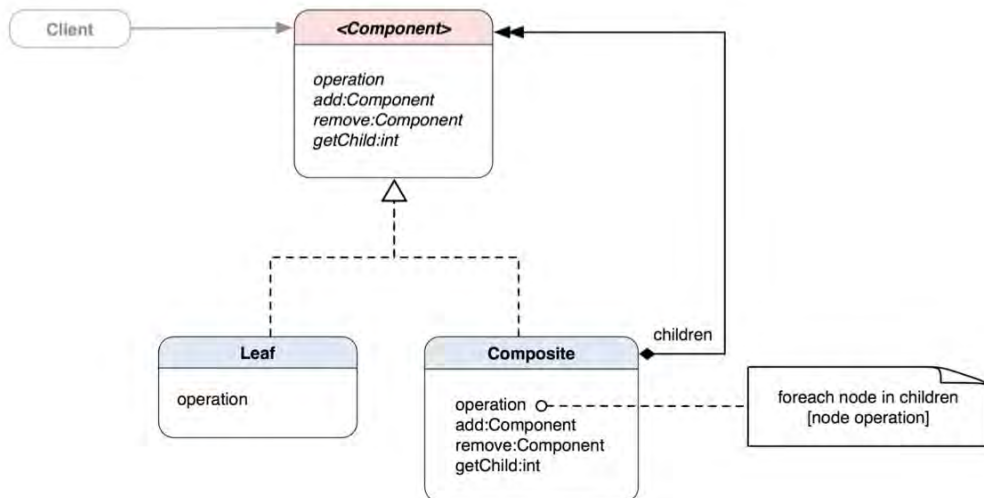 Client
<Component>
operation
add:Component
remove:Component
getChild:int
Leaf
operation
Composite
operation
add:Component
remove:Component
getChild:int
children
foreach node in children
[node operation]